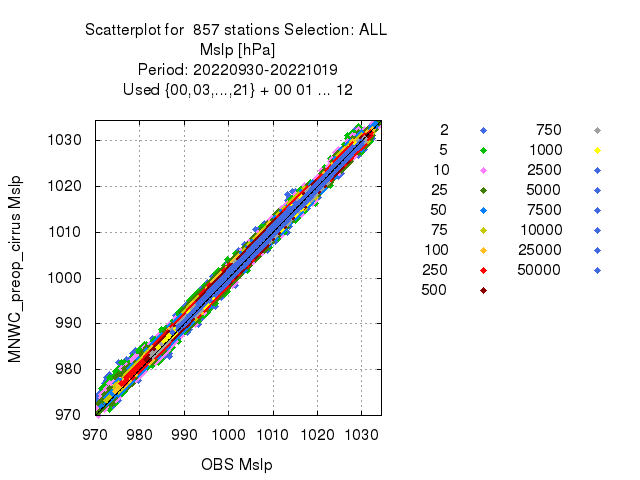 Scatterplot for 857 stations Selection: ALL
Mslp [hPa]
Period: 20220930-20221019
Used {00,03,...,21} + 00 01 ... 12
MNWC_preop_cirrus Mslp
1030
1020
1010
1000
990
980
970
970 980 990 1000 1010 1020 1030
OBS Mslp
2 750
5 1000
10 2500
25 5000
50 7500
75 10000
100 25000
250 50000
500